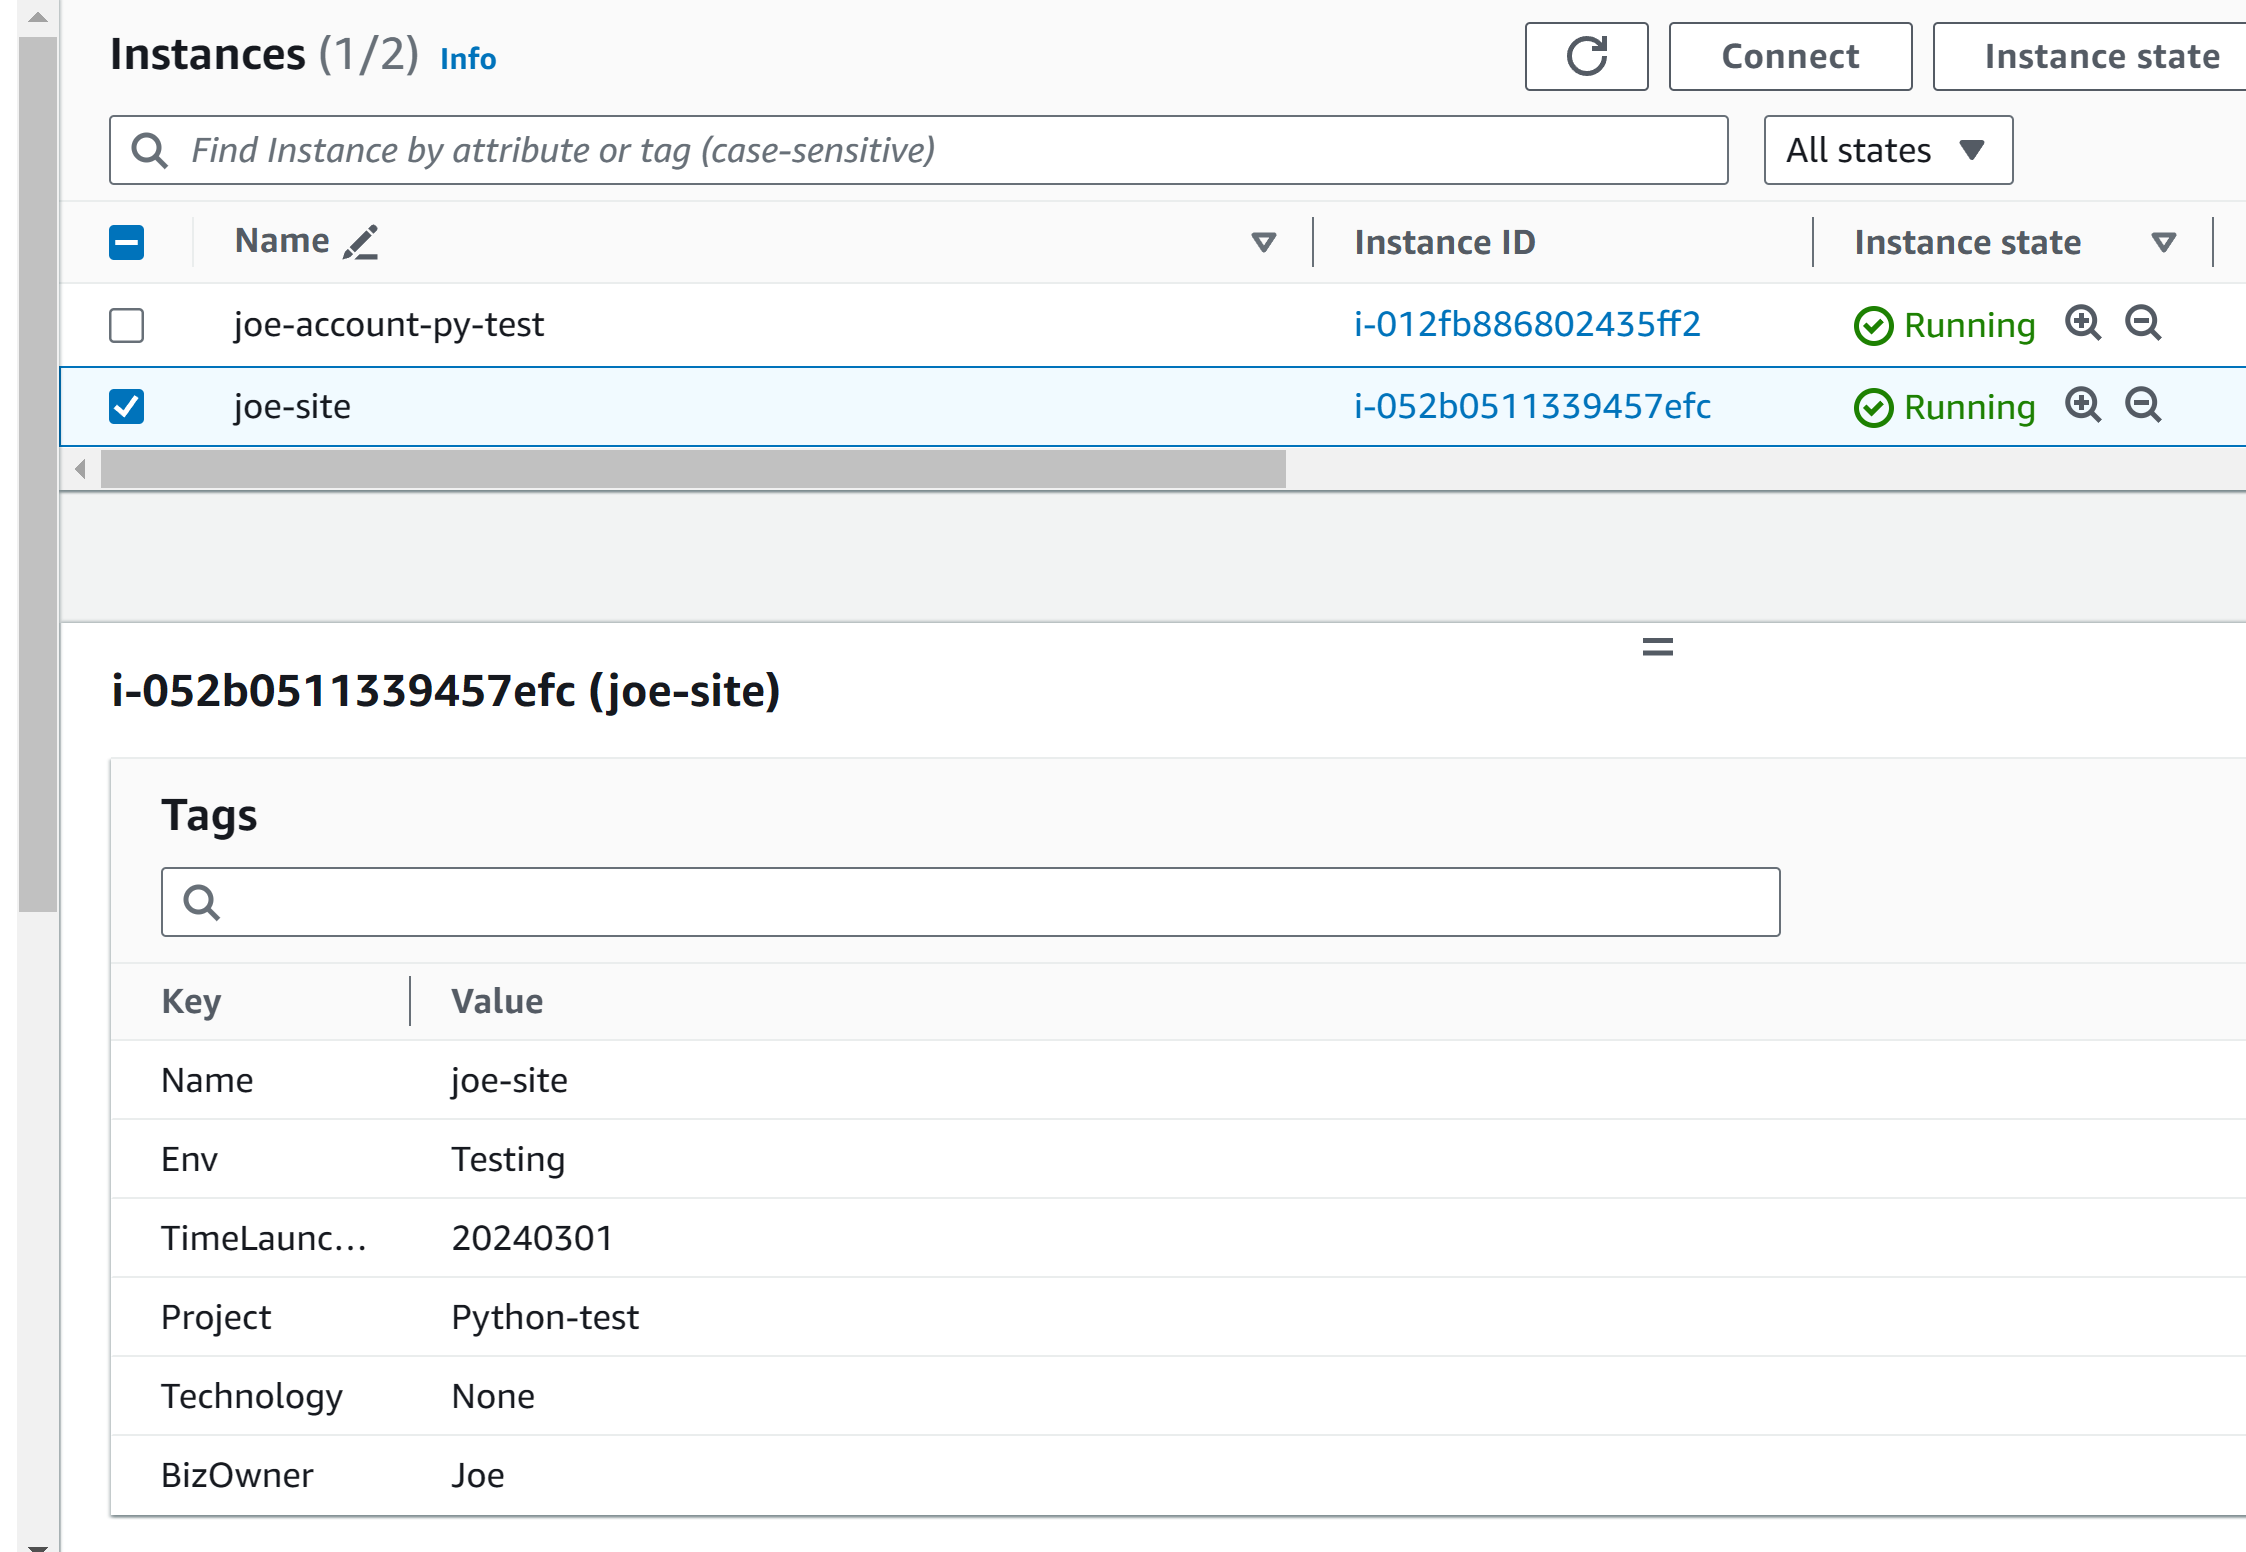 Instances (1/2) Info
Connect
Instance state
Find Instance by attribute or tag (case-sensitive)
All states
Name Instance ID Instance state
joe-account-py-test i-012fb886802435ff2 Running
joe-site i-052b0511339457efc Running
i-052b0511339457efc (joe-site)
Tags
Key Value
Name joe-site
Env Testing
TimeLaunc... 20240301
Project Python-test
Technology None
BizOwner Joe